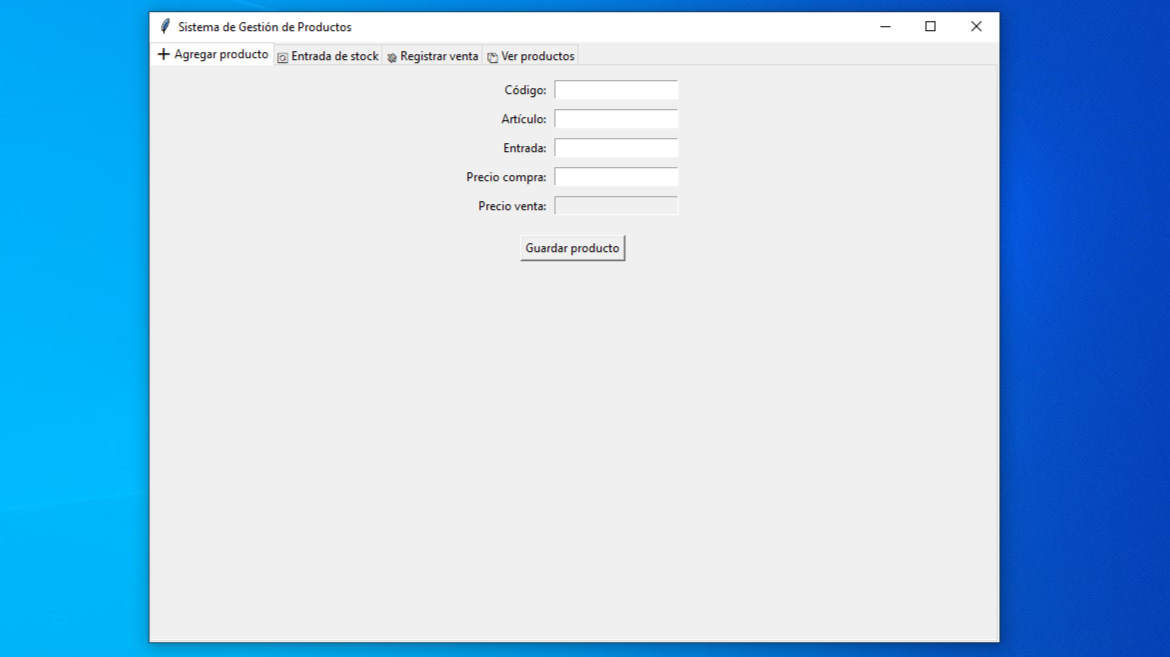 Sistema de Gestión de Productos
Agregar producto Entrada de stock Registrar venta Ver productos
Código:
Artículo:
Entrada:
Precio compra:
Precio venta:
Guardar producto